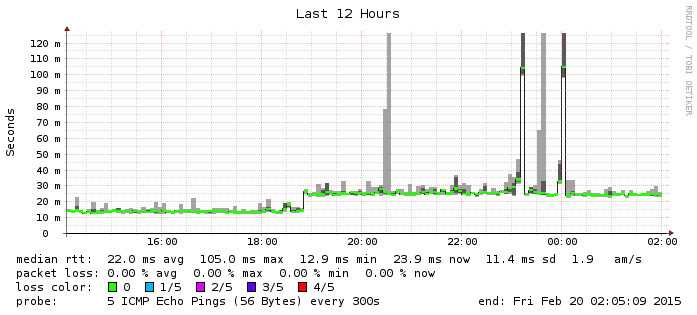 Last 12 Hours
RRDTOOL / TOBI OETIKER
Seconds
120 m
110 m
100 m
90 m
80 m
70 m
60 m
50 m
40 m
30 m
20 m
10 m
0
16:00 18:00 20:00 22:00 00:00 02:00
median rtt: 22.0 ms avg 105.0 ms max 12.9 ms min 23.9 ms now 11.4 ms sd 1.9 am/s
packet loss: 0.00 % avg 0.00 % max 0.00 % min 0.00 % now
loss color: 0 1/5 2/5 3/5 4/5
probe: 5 ICMP Echo Pings (56 Bytes) every 300s end: Fri Feb 20 02:05:09 2015